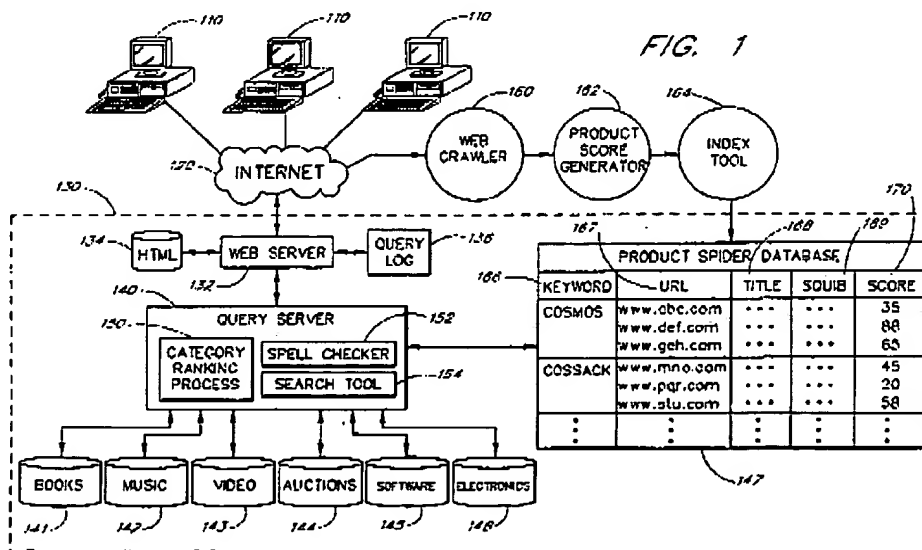 110
110
110
FIG. 1
160
162
164
WEB CRAWLER
PRODUCT SCORE GENERATOR
INDEX TOOL
120
INTERNET
130
134
HTML
WEB SERVER
132
QUERY LOG
136
140
QUERY SERVER
150
CATEGORY RANKING PROCESS
152
SPELL CHECKER
SEARCH TOOL
154
BOOKS
MUSIC
VIDEO
AUCTIONS
SOFTWARE
ELECTRONICS
141
142
143
144
145
146
167
168
169
170
PRODUCT SPIDER DATABASE
166
KEYWORD URL TITLE SQUIB SCORE
COSMOS www.abc.com ... ... 35
www.def.com ... ... 88
www.geh.com ... ... 65
COSSACK www.mno.com ... ... 45
www.pqr.com ... ... 20
www.stu.com ... ... 58
147